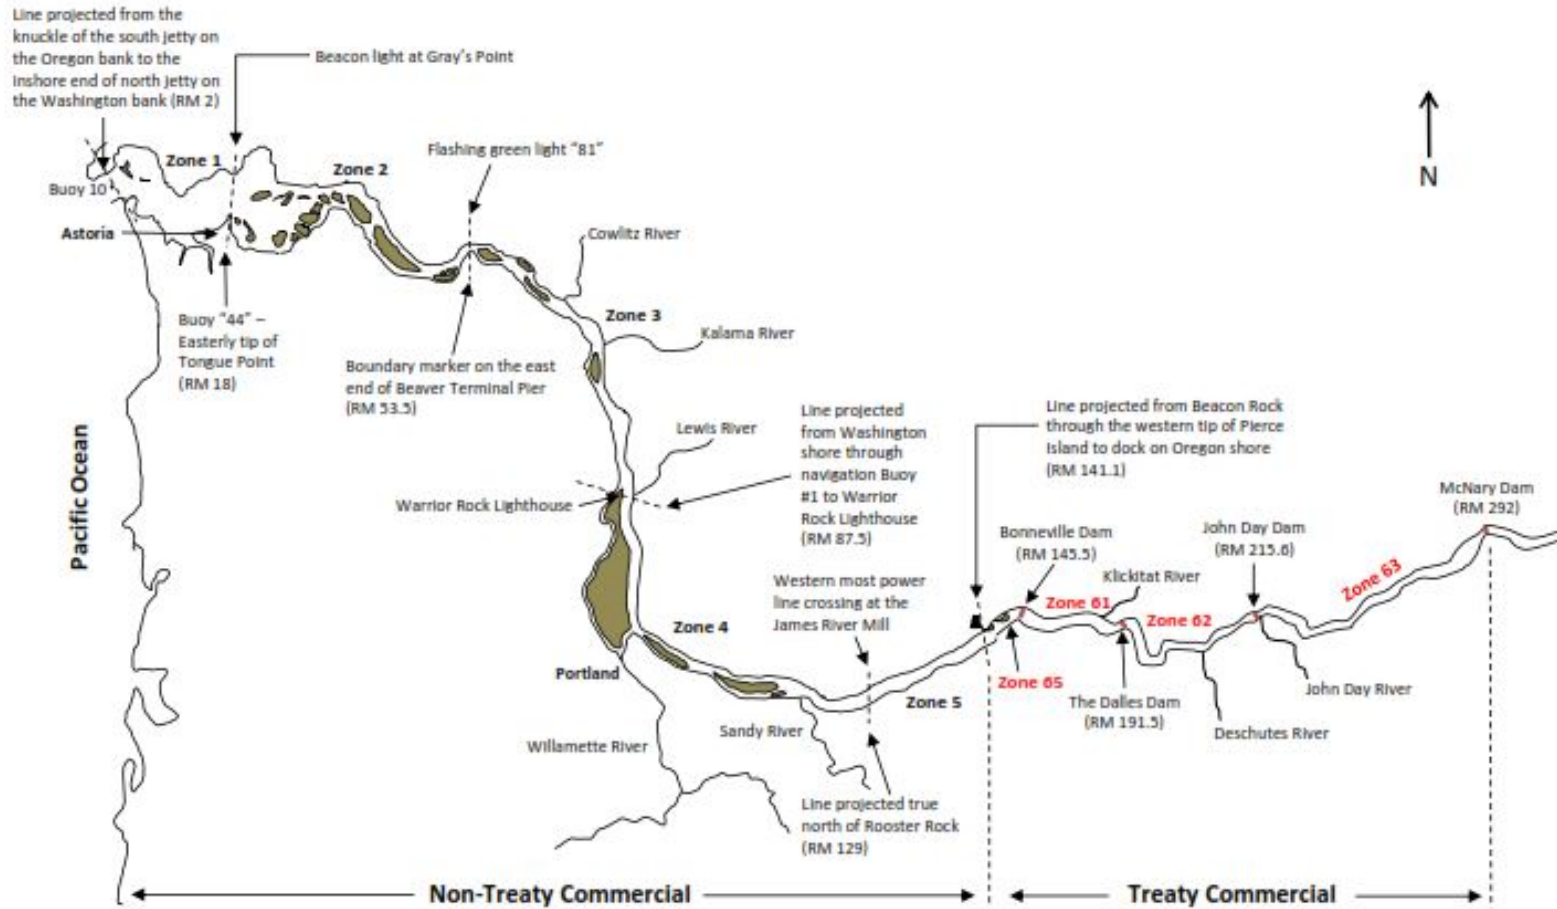 Line projected from the
knuckle of the south jetty on
the Oregon bank to the
inshore end of north jetty on
the Washington bank (RM 2)
Beacon light at Gray's Point
Flashing green light "81"
Zone 1
Zone 2
Buoy 10
N
Astoria
Cowlitz River
Buoy "44" –
Easterly tip of
Tongue Point
(RM 18)
Zone 3
Kalama River
Boundary marker on the east
end of Beaver Terminal Pier
(RM 53.5)
Pacific Ocean
Lewis River
Warrior Rock Lighthouse
Line projected
from Washington
shore through
navigation Buoy
#1 to Warrior
Rock Lighthouse
(RM 87.5)
Line projected from Beacon Rock
through the western tip of Pierce
Island to dock on Oregon shore
(RM 141.1)
McNary Dam
(RM 292)
Bonneville Dam
(RM 145.5)
John Day Dam
(RM 215.6)
Klickitat River
Zone 63
Western most power
line crossing at the
James River Mill
Zone 61
Zone 62
Zone 4
Portland
Zone 65
Zone 5
The Dalles Dam
(RM 191.5)
John Day River
Deschutes River
Sandy River
Willamette River
Line projected true
north of Rooster Rock
(RM 129)
Non-Treaty Commercial
Treaty Commercial